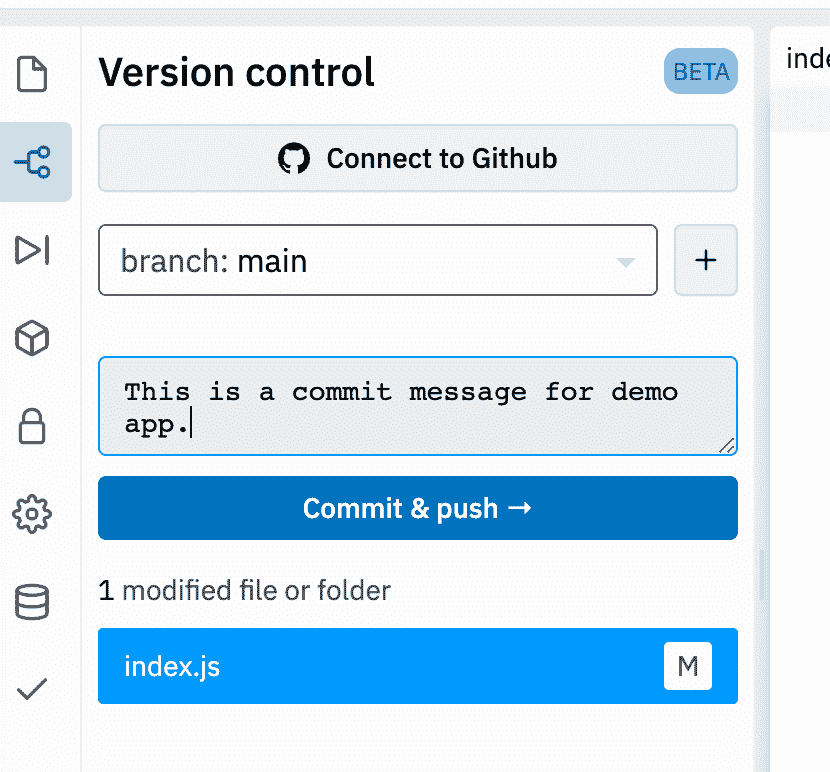 Version control
BETA
inde
Connect to Github
branch: main
+
This is a commit message for demo
app.
Commit & push →
1 modified file or folder
index.js
M